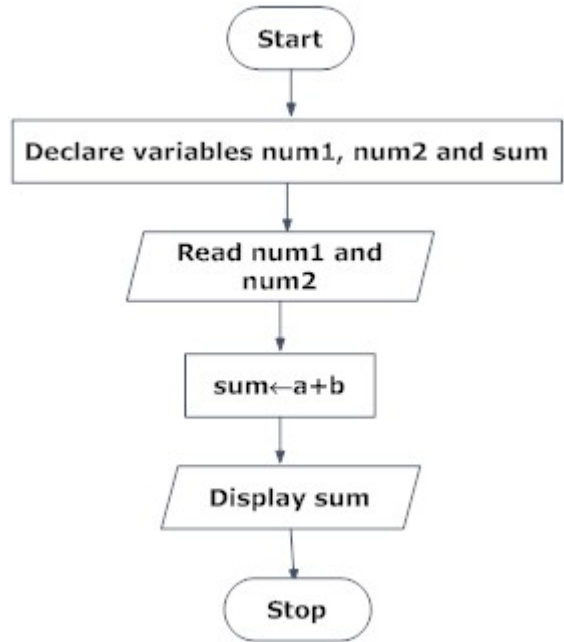 Start
Declare variables num1, num2 and sum
Read num1 and
num2
sum←a+b
Display sum
Stop